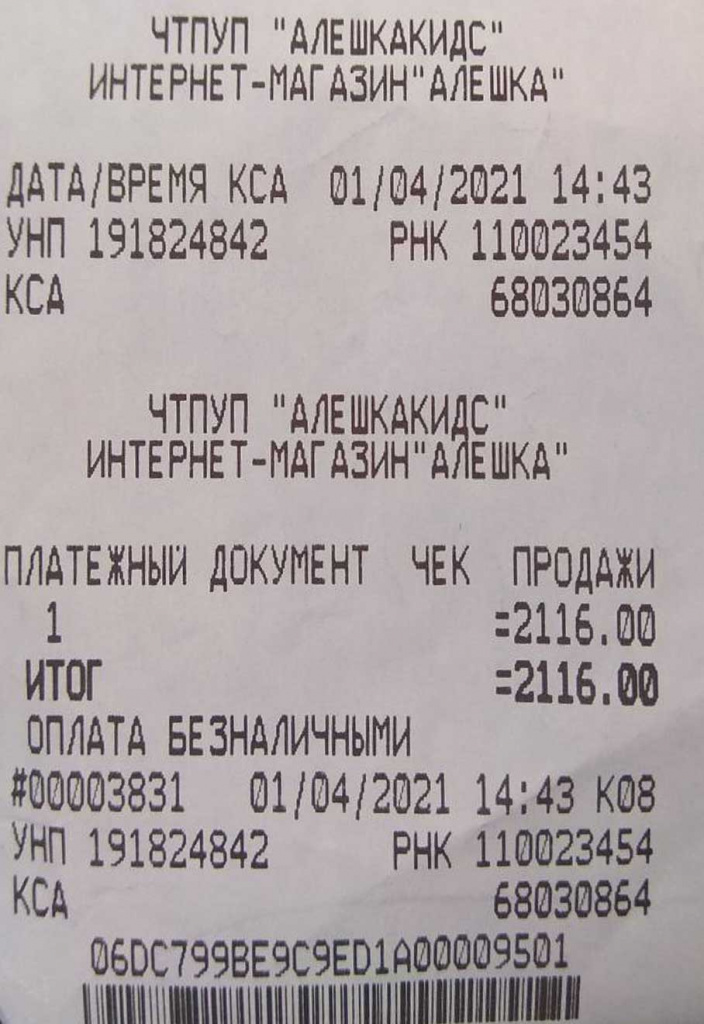 ЧТПУП "АЛЕШКАКИДС"
ИНТЕРНЕТ-МАГАЗИН"АЛЕШКА"
ДАТА/ВРЕМЯ КСА 01/04/2021 14:43
УНП 191824842 РНК 110023454
КСА 68030864
ЧТПУП "АЛЕШКАКИДС"
ИНТЕРНЕТ-МАГАЗИН"АЛЕШКА"
ПЛАТЕЖНЫЙ ДОКУМЕНТ ЧЕК ПРОДАЖИ
1 =2116.00
ИТОГ =2116.00
ОПЛАТА БЕЗНАЛИЧНЫМИ
#00003831 01/04/2021 14:43 К08
УНП 191824842 РНК 110023454
КСА 68030864
06DC799BE9C9ED1A00009501